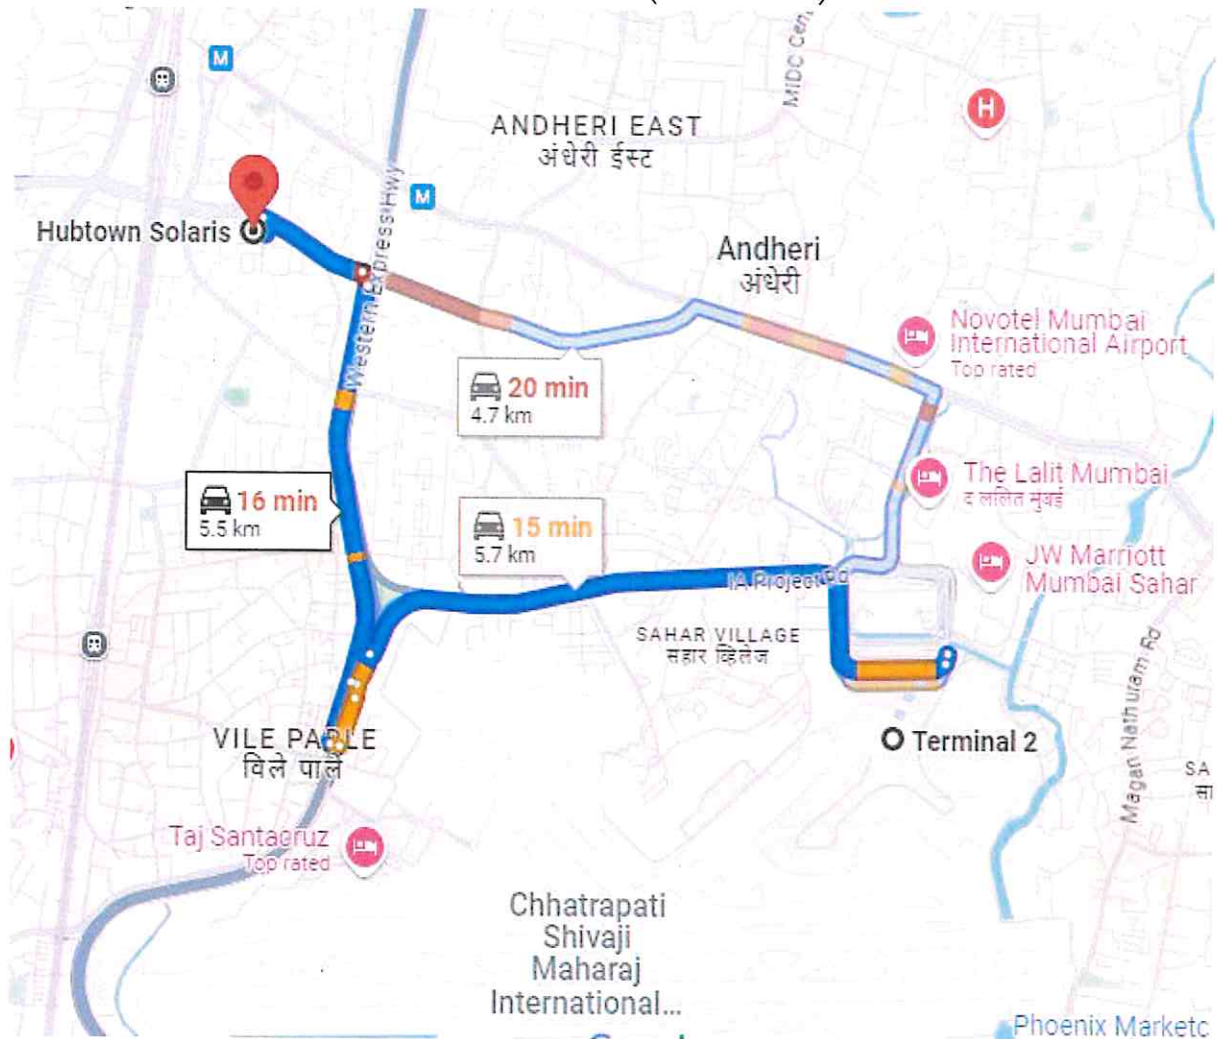 M
MIDC Cen
H
ANDHERI EAST
अंधेरी ईस्ट
M
Western Express Hwy
Hubtown Solaris
Andheri
अंधेरी
Novotel Mumbai
International Airport
Top rated
20 min
4.7 km
The Lalit Mumbai
द ललित मुंबई
16 min
5.5 km
15 min
5.7 km
JW Marriott
Mumbai Sahar
IA Project Rd
SAHAR VILLAGE
सहार व्हिलेज
Magan Nathuram Rd
VILE PARLE
विले पार्ले
Terminal 2
SA
सा
Taj Santacruz
Top rated
Chhatrapati
Shivaji
Maharaj
International...
Phoenix Marketc